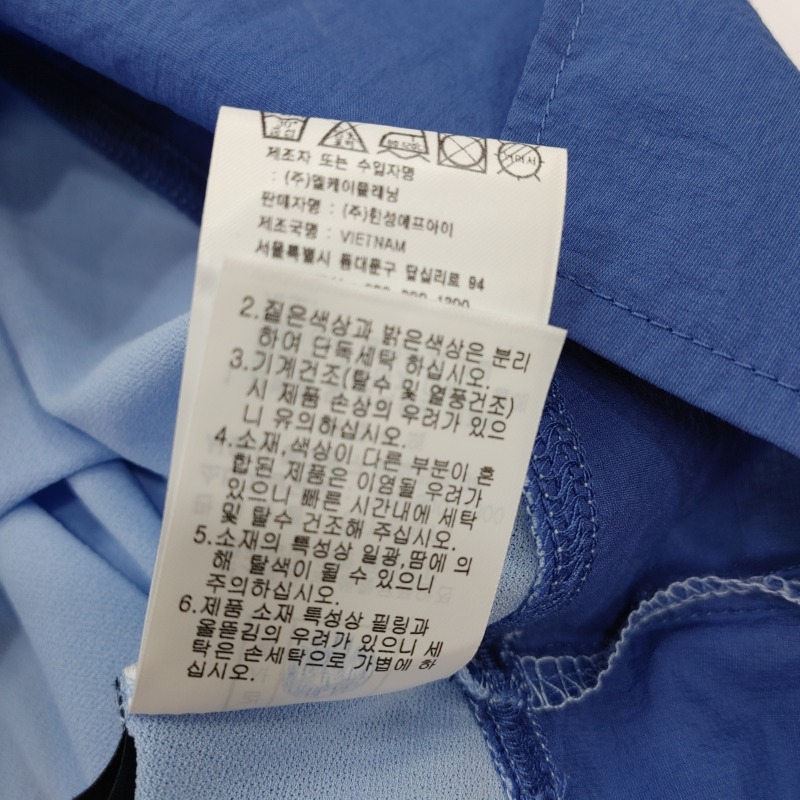 제조자 또는 수입자명
: (주)엘케이플래닝
판매자명 : (주)한성에프아이
제조국명 : VIETNAM
서울특별시 동대문구 답십리로 94
2.짙은색상과 밝은색상은 분리
하여 단독세탁 하십시오.
3.기계건조(탈수 및 열풍건조)
시 제품 손상의 우려가 있으
니 유의하십시오.
4.소재,색상이 다른 부분이 혼
합된 제품은 이염될 우려가
있으니 빠른 시간내에 세탁
및 탈수 건조해 주십시오.
5.소재의 특성상 일광,땀에 의
해 탈색이 될 수 있으니
주의하십시오.
6.제품 소재 특성상 필링과
올뜯김의 우려가 있으니 세
탁은 손세탁으로 가볍에 하
십시오.